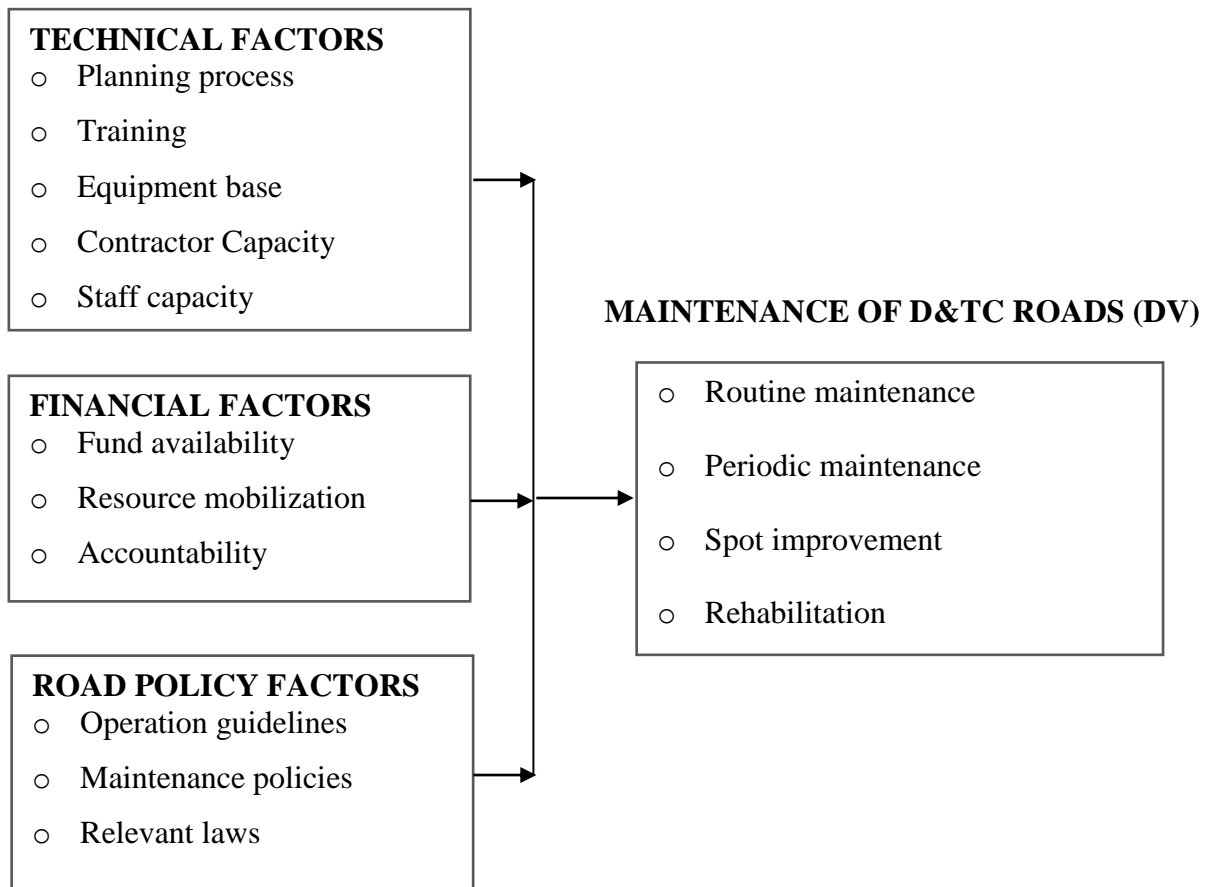 TECHNICAL FACTORS
o Planning process
o Training
o Equipment base
o Contractor Capacity
o Staff capacity
FINANCIAL FACTORS
o Fund availability
o Resource mobilization
o Accountability
ROAD POLICY FACTORS
o Operation guidelines
o Maintenance policies
o Relevant laws
MAINTENANCE OF D&TC ROADS (DV)
o Routine maintenance
o Periodic maintenance
o Spot improvement
o Rehabilitation